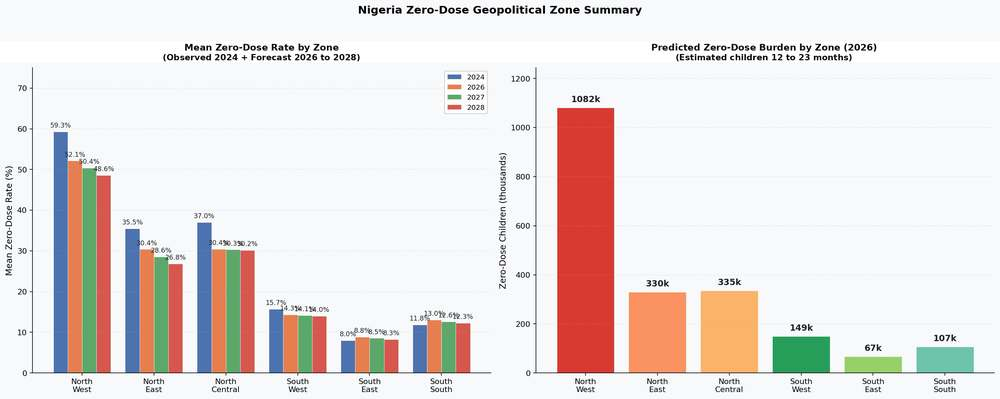 Nigeria Zero-Dose Geopolitical Zone Summary
Mean Zero-Dose Rate by Zone
(Observed 2024 + Forecast 2026 to 2028)
Mean Zero-Dose Rate (%)
70
60
50
40
30
20
10
0
2024
2026
2027
2028
59.3%
52.1%
50.4%
48.6%
35.5%
30.4%
28.6%
26.8%
37.0%
30.4%
30.3%
30.2%
15.7%
14.3%
14.1%
14.0%
8.0%
8.8%
8.5%
8.3%
11.8%
13.0%
12.6%
12.3%
North
West
North
East
North
Central
South
West
South
East
South
South
Predicted Zero-Dose Burden by Zone (2026)
(Estimated children 12 to 23 months)
Zero-Dose Children (thousands)
1200
1000
800
600
400
200
0
1082k
330k
335k
149k
67k
107k
North
West
North
East
North
Central
South
West
South
East
South
South